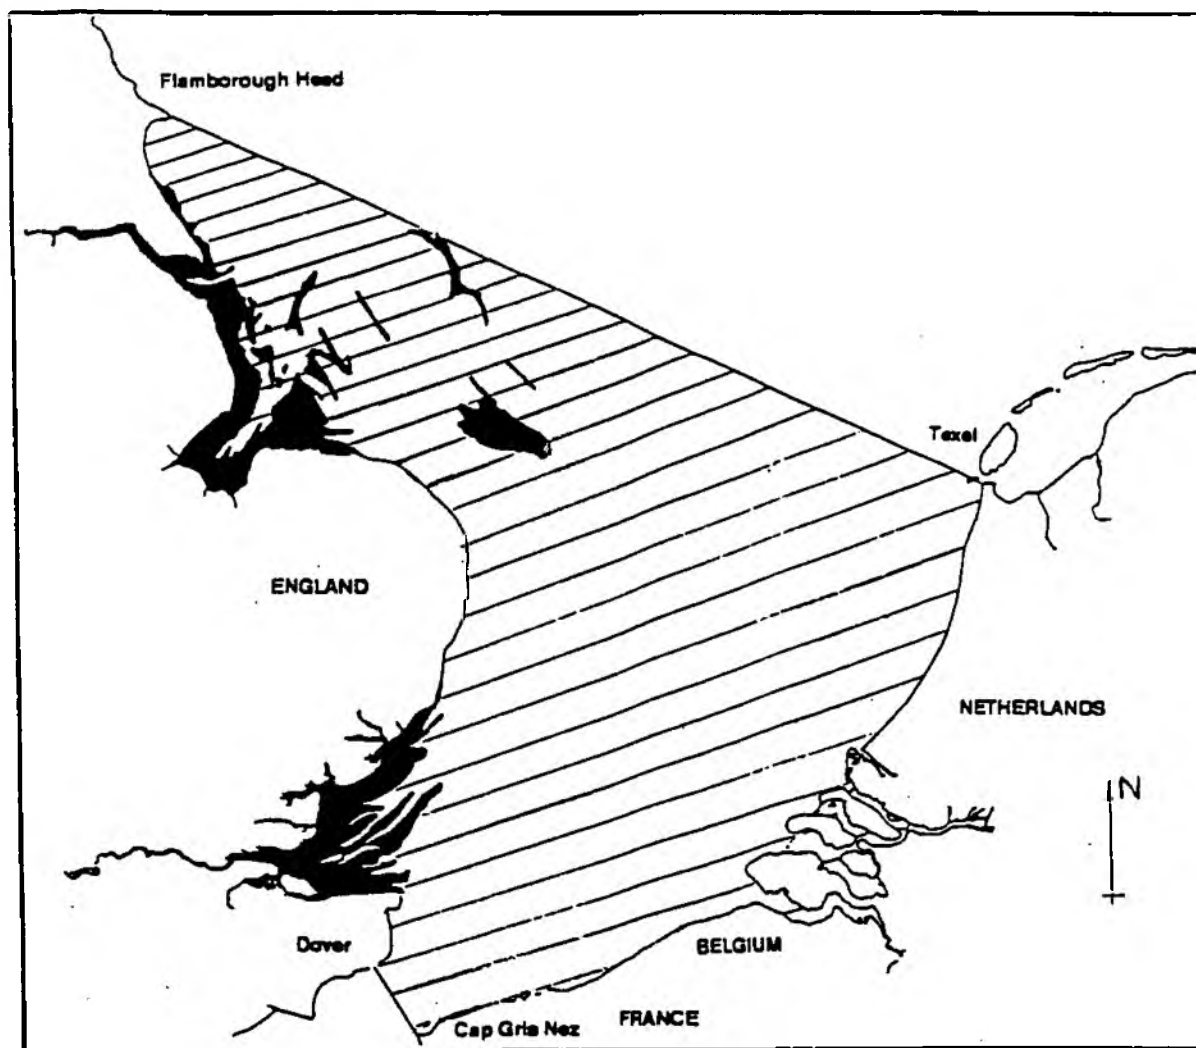 Flamborough Head
Texel
ENGLAND
NETHERLANDS
N
Dover
BELGIUM
Cap Gris Nez
FRANCE